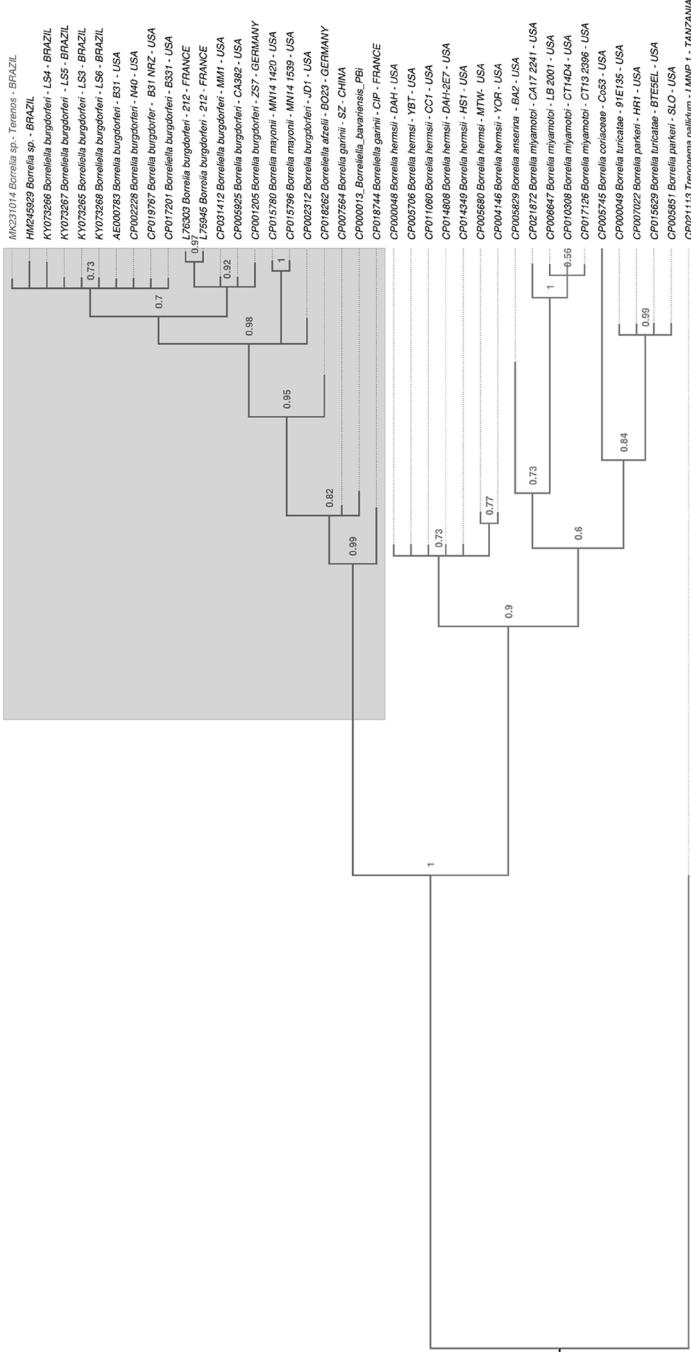 MK231014 Borrelia sp.- Terenos - BRAZIL
HM245929 Borrelia sp. - BRAZIL
KY073266 Borreliella burgdorferi - LS4 - BRAZIL
KY073267 Borreliella burgdorferi - LS5 - BRAZIL
KY073265 Borreliella burgdorferi - LS3 - BRAZIL
KY073268 Borreliella burgdorferi - LS6 - BRAZIL
AE000783 Borrelia burgdorferi - B31 - USA
CP002228 Borrelia burgdorferi - N40 - USA
CP019767 Borrelia burgdorfer - B31 NRZ - USA
CP017201 Borreliella burgdorferi - B331 - USA
L76303 Borrelia burgdorferi - 212 - FRANCE
L75945 Borrelia burgdorferi - 212 - FRANCE
CP031412 Borreliella burgdorferi - MM1 - USA
CP005925 Borrelia burgdorferi - CA382 - USA
CP001205 Borrelia burgdorferi - ZS7 - GERMANY
CP015780 Borrelia mayonii - MN14 1420 - USA
CP015796 Borrelia mayonii - MN14 1539 - USA
CP002312 Borrelia burgdorferi - JD1 - USA
CP018262 Borreliella afzelii - BO23 - GERMANY
CP007564 Borrelia garinii - SZ - CHINA
CP000013_Borreliella_bavariensis_PBi
CP018744 Borreliella garinii - CIP - FRANCE
CP000048 Borrelia hermsii - DAH - USA
CP005706 Borrelia hermsi - YBT - USA
CP011060 Borrelia hermsii - CC1 - USA
CP014808 Borrelia hermsii - DAH-2E7 - USA
CP014349 Borrelia hermsii - HS1 - USA
CP005680 Borrelia hermsi - MTW - USA
CP004146 Borrelia hermsii - YOR - USA
CP005829 Borrelia anserina - BA2 - USA
CP021872 Borrelia miyamotoi - CA17 2241 - USA
CP006647 Borrelia miyamotoi - LB 2001 - USA
CP010308 Borrelia miyamotoi - CT14D4 - USA
CP017126 Borrelia miyamotoi - CT13 2396 - USA
CP005745 Borrelia coriaceae - Co53 - USA
CP000049 Borrelia turicatae - 91E135 - USA
CP007022 Borrelia parkeri - HR1 - USA
CP015629 Borrelia turicatae - BTE5EL - USA
CP005851 Borrelia parkeri - SLO - USA
CP021113 Treponema pallidum - LMNP 1 - TANZANIA
0.73
0.7
0.97
0.92
0.98
1
0.95
0.82
0.99
0.73
0.77
0.9
1
0.56
0.73
0.6
0.84
0.99
1